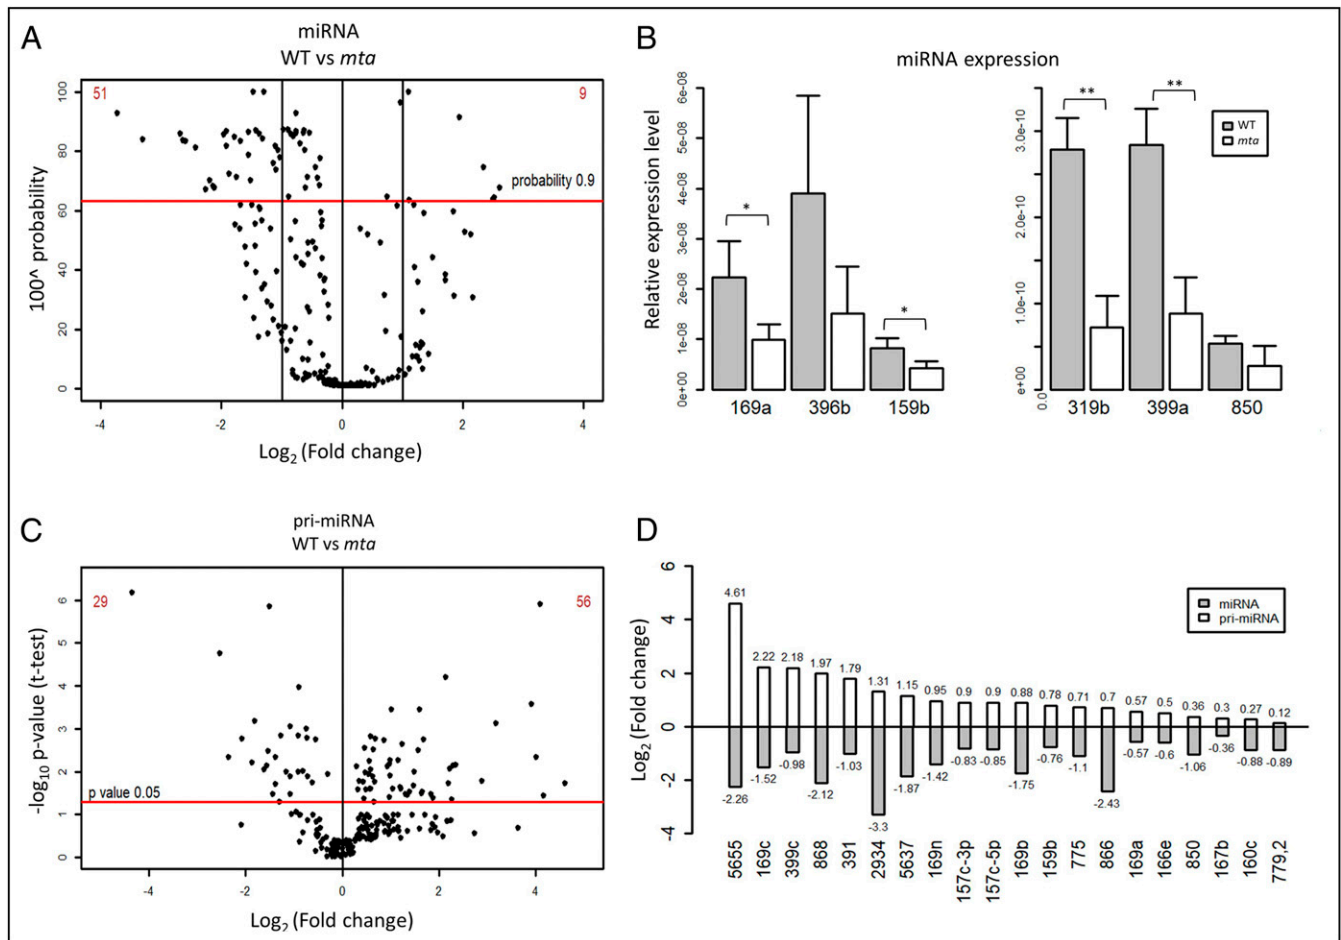 A
miRNA
WT vs mta
51
9
probability 0.9
100^ probability
100
80
60
40
20
0
-4
-2
0
2
4
Log2 (Fold change)
B
miRNA expression
Relative expression level
6e-08
5e-08
4e-08
3e-08
2e-08
1e-08
0e+00
*
*
169a
396b
159b
3.0e-10
2.0e-10
1.0e-10
0.0e+00
**
**
WT
mta
319b
399a
850
C
pri-miRNA
WT vs mta
29
56
p value 0.05
-log10 p-value (t-test)
6
5
4
3
2
1
0
-4
-2
0
2
4
Log2 (Fold change)
D
Log2 (Fold change)
6
4
2
0
-2
-4
miRNA
pri-miRNA
4.61
2.22
2.18
1.97
1.79
1.31
1.15
0.95
0.9
0.9
0.88
0.78
0.71
0.7
0.57
0.5
0.36
0.3
0.27
0.12
-2.26
-1.52
-0.98
-2.12
-1.03
-3.3
-1.87
-1.42
-0.83
-0.85
-1.75
-0.76
-1.1
-2.43
-0.57
-0.6
-1.06
-0.36
-0.88
-0.89
5655
169c
399c
868
391
2934
5637
169n
157c-3p
157c-5p
169b
159b
775
866
169a
166e
850
167b
160c
779,2